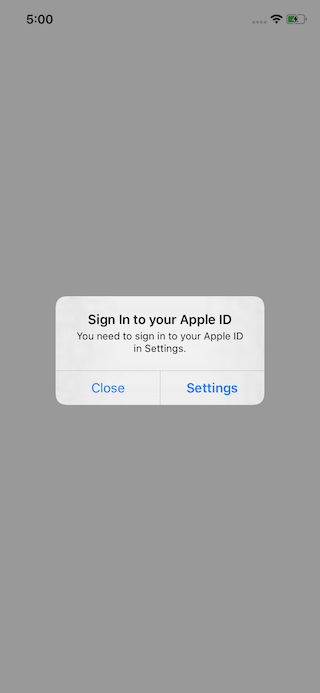 5:00
Sign In to your Apple ID
You need to sign in to your Apple ID
in Settings.
Close
Settings